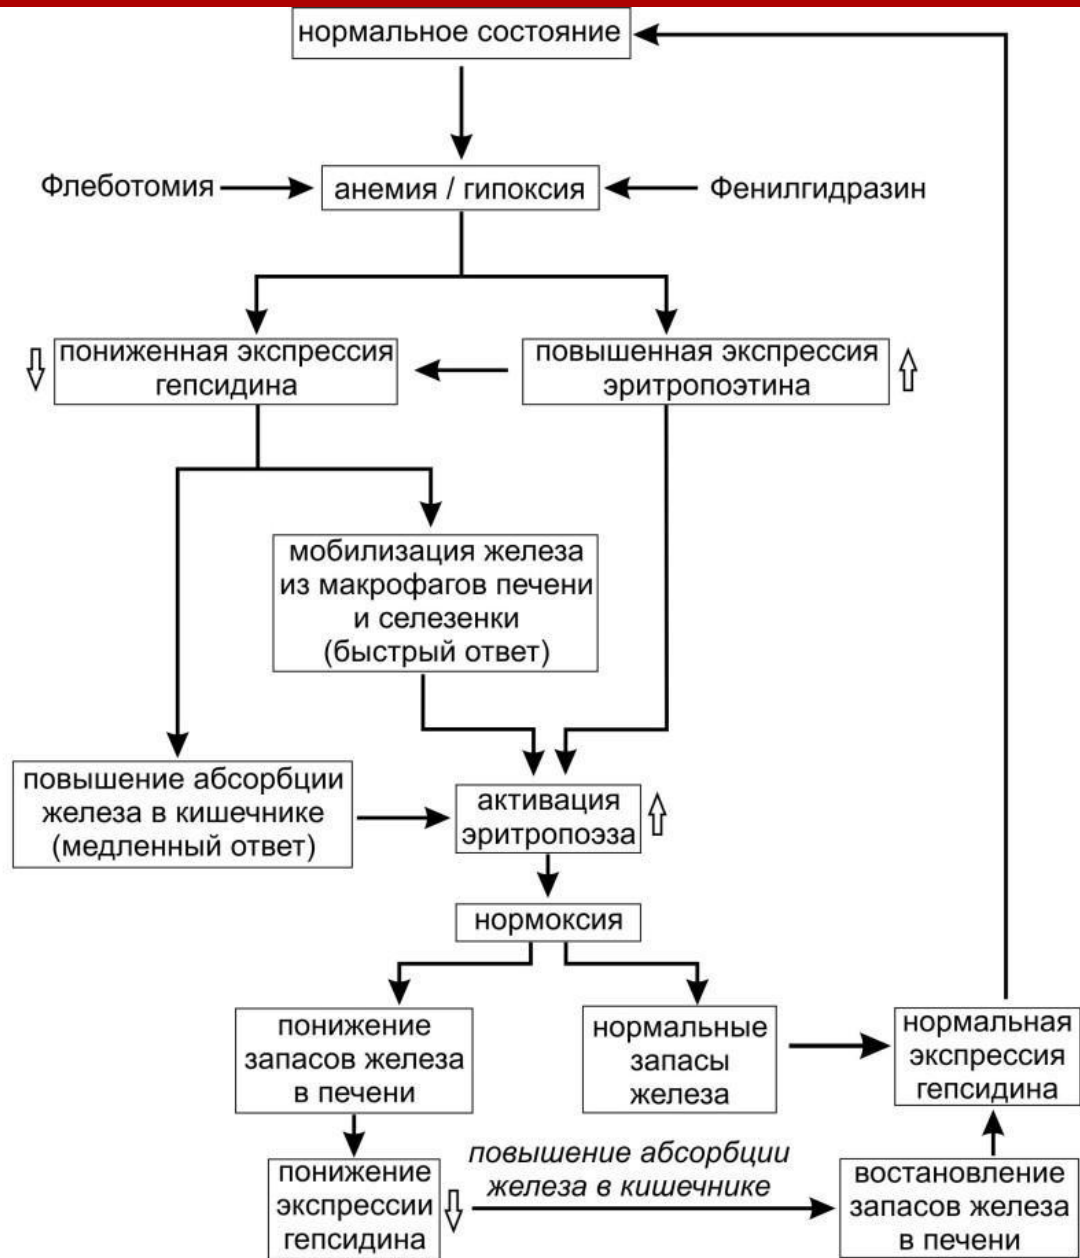 нормальное состояние
Флеботомия
анемия / гипоксия
Фенилгидразин
пониженная экспрессия
гепсидина
повышенная экспрессия
эритропоэтина
мобилизация железа
из макрофагов печени
и селезенки
(быстрый ответ)
повышение абсорбции
железа в кишечнике
(медленный ответ)
активация
эритропоэза
нормоксия
понижение
запасов железа
в печени
нормальные
запасы
железа
нормальная
экспрессия
гепсидина
понижение
экспрессии
гепсидина
повышение абсорбции
железа в кишечнике
востановление
запасов железа
в печени